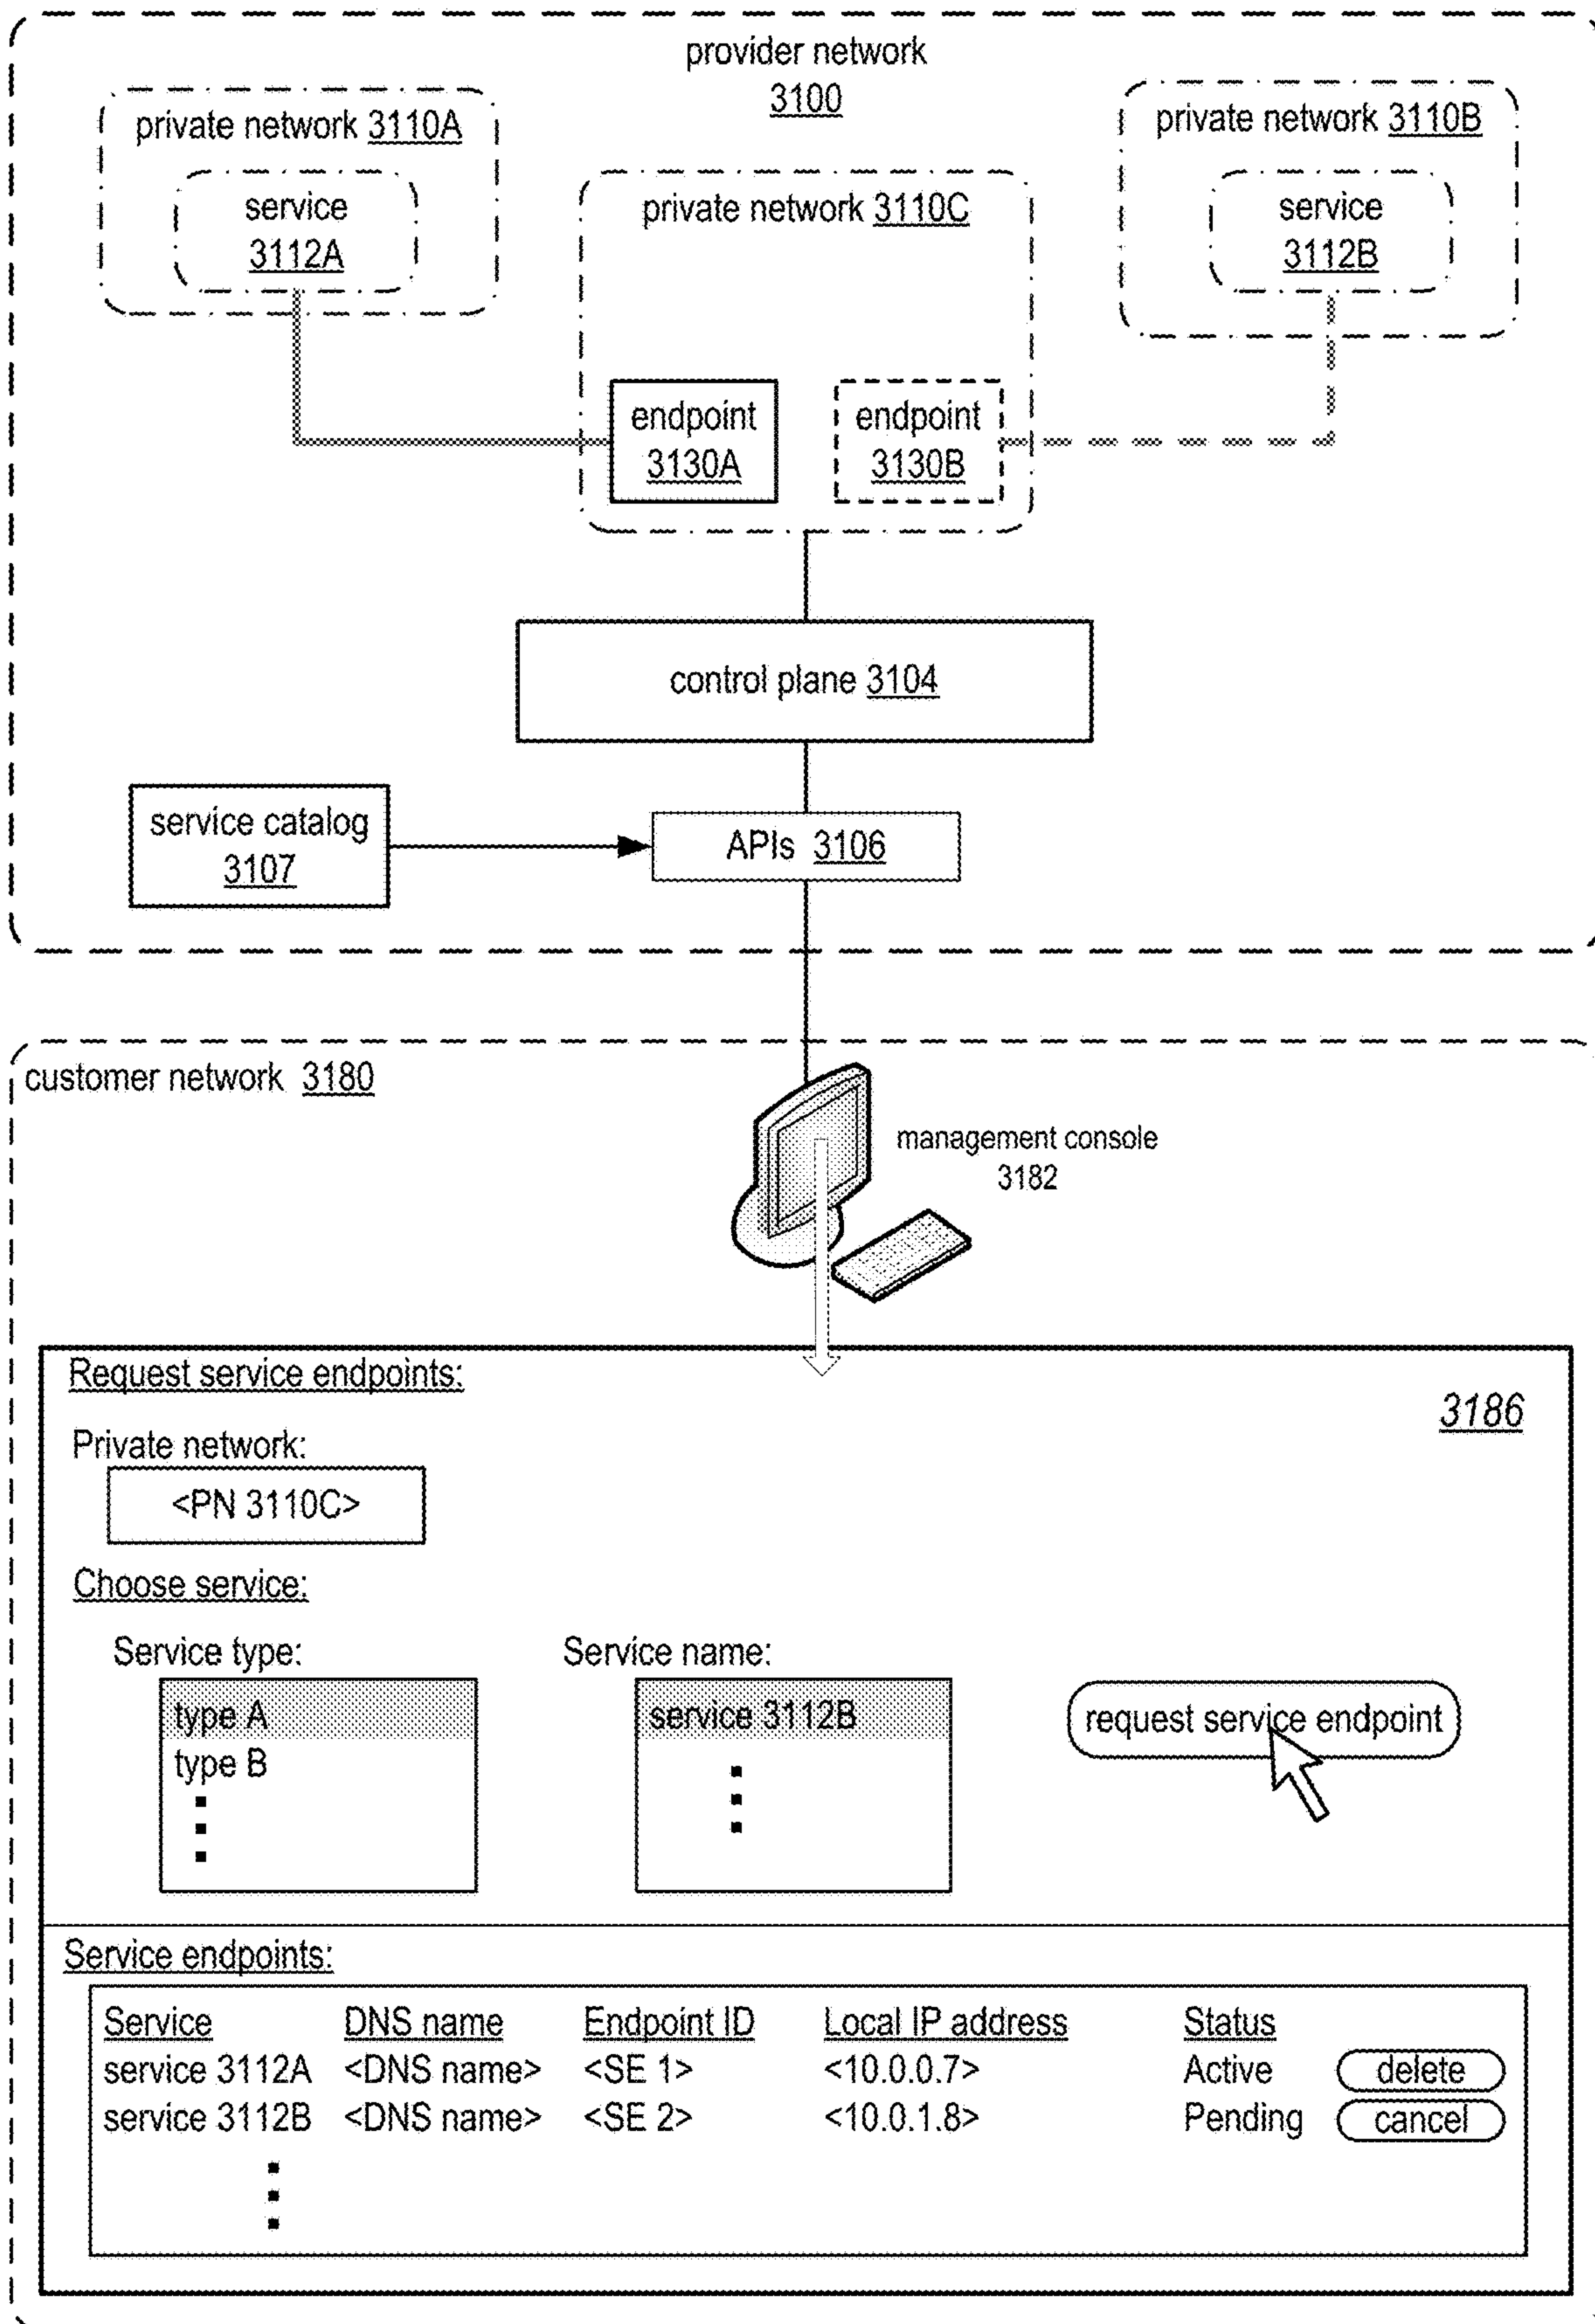 provider network
3100
private network 3110A
private network 3110B
service
3112A
private network 3110C
service
3112B
endpoint
3130A
endpoint
3130B
control plane 3104
service catalog
3107
APIs 3106
customer network 3180
management console
3182
Request service endpoints:
3186
Private network:
<PN 3110C>
Choose service:
Service type:
Service name:
type A
type B
service 3112B
request service endpoint
Service endpoints:
Service DNS name Endpoint ID Local IP address Status
service 3112A <DNS name> <SE 1> <10.0.0.7> Active delete
service 3112B <DNS name> <SE 2> <10.0.1.8> Pending cancel